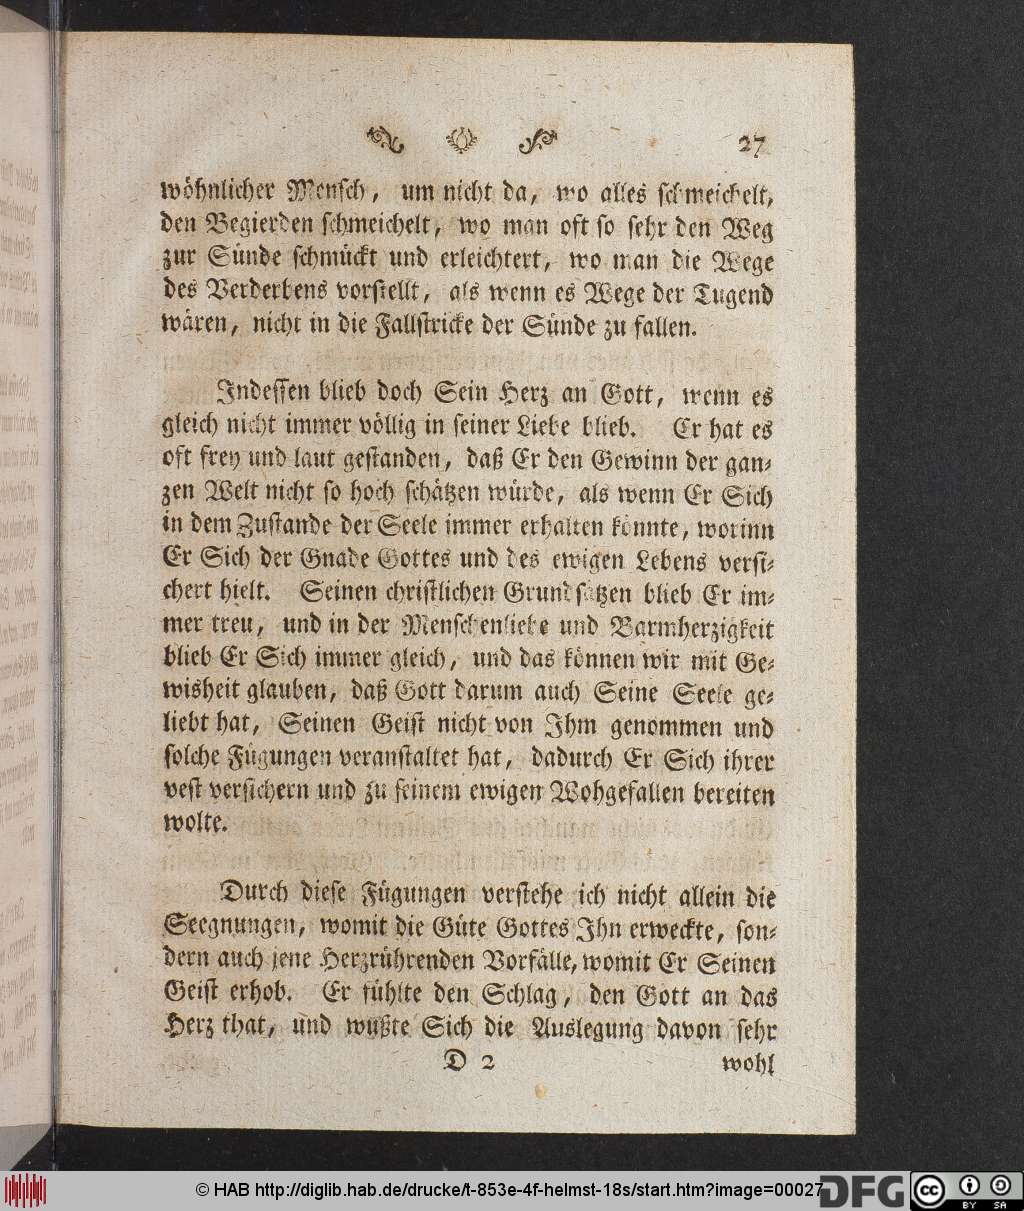 27
wöhnlicher Mensch, um nicht da, wo alles schmeichelt,
den Begierden schmeichelt, wo man oft so sehr den Weg
zur Sünde schmückt und erleichtert, wo man die Wege
des Verderbens vorstellt, als wenn es Wege der Tugend
wären, nicht in die Fallstricke der Sünde zu fallen.
Indessen blieb doch Sein Herz an Gott, wenn es
gleich nicht immer völlig in seiner Liebe blieb. Er hat es
oft frey und laut gestanden, daß Er den Gewinn der gan-
zen Welt nicht so hoch schätzen würde, als wenn Er Sich
in dem Zustande der Seele immer erhalten könnte, worinn
Er Sich der Gnade Gottes und des ewigen Lebens versi-
chert hielt. Seinen christlichen Grundsätzen blieb Er im-
mer treu, und in der Menschenliebe und Barmherzigkeit
blieb Er Sich immer gleich, und das können wir mit Ge-
wisheit glauben, daß Gott darum auch Seine Seele ge-
liebt hat, Seinen Geist nicht von Ihm genommen und
solche Fügungen veranstaltet hat, dadurch Er Sich ihrer
vest versichern und zu seinem ewigen Wohgefallen bereiten
wolte.
Durch diese Fügungen verstehe ich nicht allein die
Seegnungen, womit die Güte Gottes Ihn erweckte, son-
dern auch jene Herzrührenden Vorfälle, womit Er Seinen
Geist erhob. Er fühlte den Schlag, den Gott an das
Herz that, und wußte Sich die Auslegung davon sehr
D 2 wohl
© HAB http://diglib.hab.de/drucke/t-853e-4f-helmst-18s/start.htm?image=00027
DFG
cc BY SA